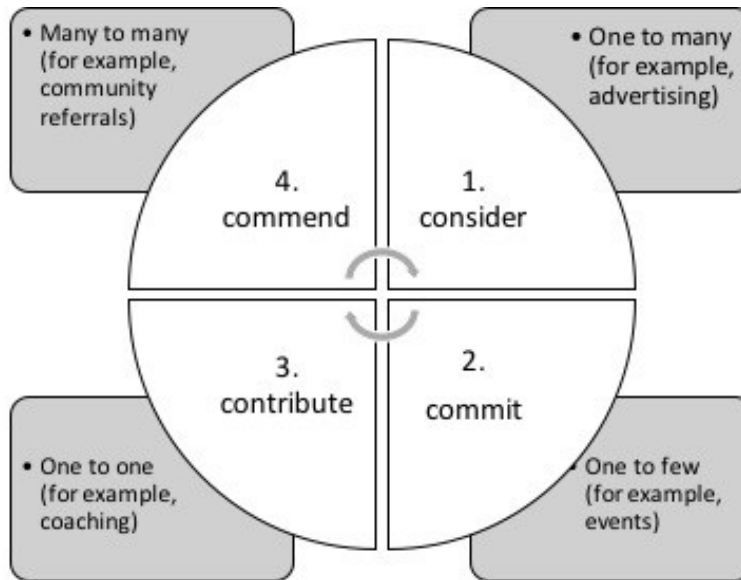 • Many to many
(for example,
community
referrals)
• One to many
(for example,
advertising)
4.
commend
1.
consider
3.
contribute
2.
commit
• One to one
(for example,
coaching)
• One to few
(for example,
events)